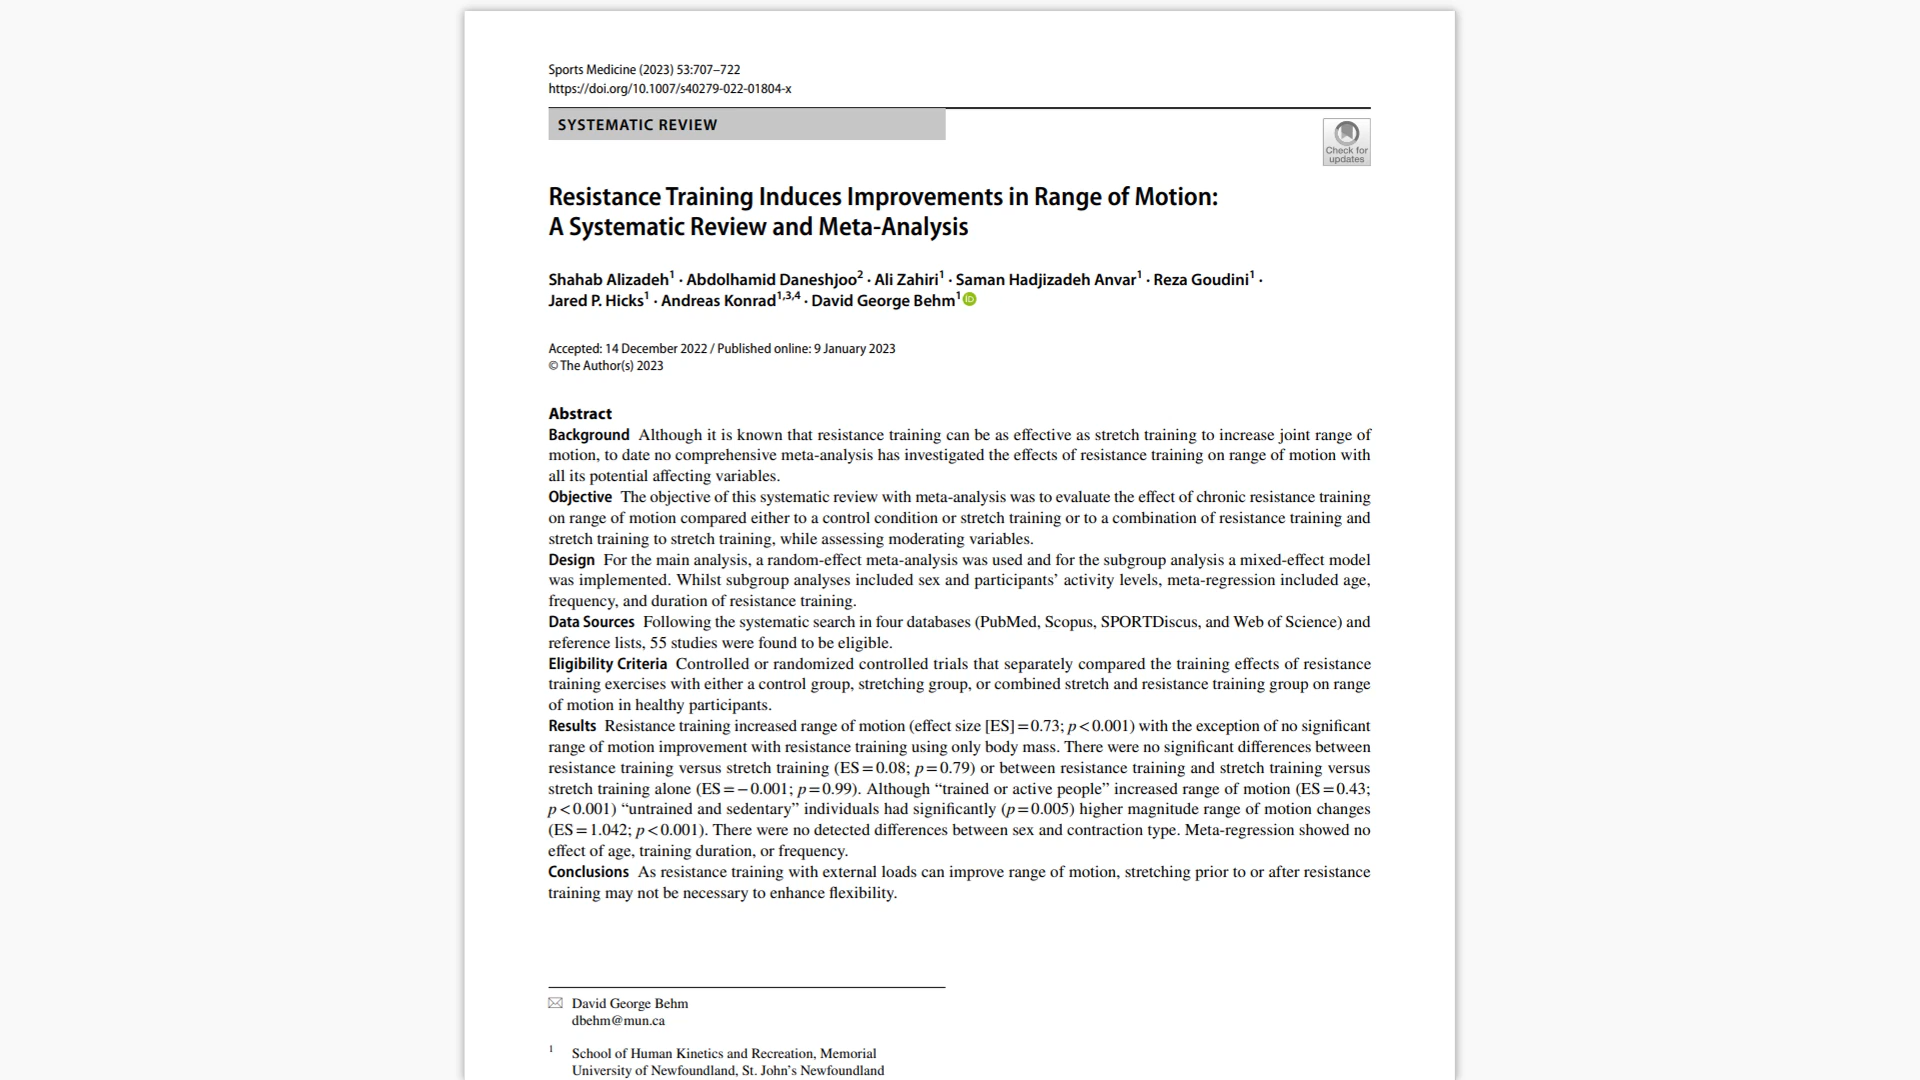 Sports Medicine (2023) 53:707–722
https://doi.org/10.1007/s40279-022-01804-x
SYSTEMATIC REVIEW
Check for
updates
Resistance Training Induces Improvements in Range of Motion:
A Systematic Review and Meta-Analysis
Shahab Alizadeh1 · Abdolhamid Daneshjoo2 · Ali Zahiri1 · Saman Hadjizadeh Anvar1 · Reza Goudini1 ·
Jared P. Hicks1 · Andreas Konrad1,3,4 · David George Behm1 iD
Accepted: 14 December 2022 / Published online: 9 January 2023
© The Author(s) 2023
Abstract
Background Although it is known that resistance training can be as effective as stretch training to increase joint range of
motion, to date no comprehensive meta-analysis has investigated the effects of resistance training on range of motion with
all its potential affecting variables.
Objective The objective of this systematic review with meta-analysis was to evaluate the effect of chronic resistance training
on range of motion compared either to a control condition or stretch training or to a combination of resistance training and
stretch training to stretch training, while assessing moderating variables.
Design For the main analysis, a random-effect meta-analysis was used and for the subgroup analysis a mixed-effect model
was implemented. Whilst subgroup analyses included sex and participants’ activity levels, meta-regression included age,
frequency, and duration of resistance training.
Data Sources Following the systematic search in four databases (PubMed, Scopus, SPORTDiscus, and Web of Science) and
reference lists, 55 studies were found to be eligible.
Eligibility Criteria Controlled or randomized controlled trials that separately compared the training effects of resistance
training exercises with either a control group, stretching group, or combined stretch and resistance training group on range
of motion in healthy participants.
Results Resistance training increased range of motion (effect size [ES] = 0.73; p < 0.001) with the exception of no significant
range of motion improvement with resistance training using only body mass. There were no significant differences between
resistance training versus stretch training (ES = 0.08; p = 0.79) or between resistance training and stretch training versus
stretch training alone (ES = − 0.001; p = 0.99). Although “trained or active people” increased range of motion (ES = 0.43;
p < 0.001) “untrained and sedentary” individuals had significantly (p = 0.005) higher magnitude range of motion changes
(ES = 1.042; p < 0.001). There were no detected differences between sex and contraction type. Meta-regression showed no
effect of age, training duration, or frequency.
Conclusions As resistance training with external loads can improve range of motion, stretching prior to or after resistance
training may not be necessary to enhance flexibility.
David George Behm
dbehm@mun.ca
1 School of Human Kinetics and Recreation, Memorial
University of Newfoundland, St. John’s Newfoundland